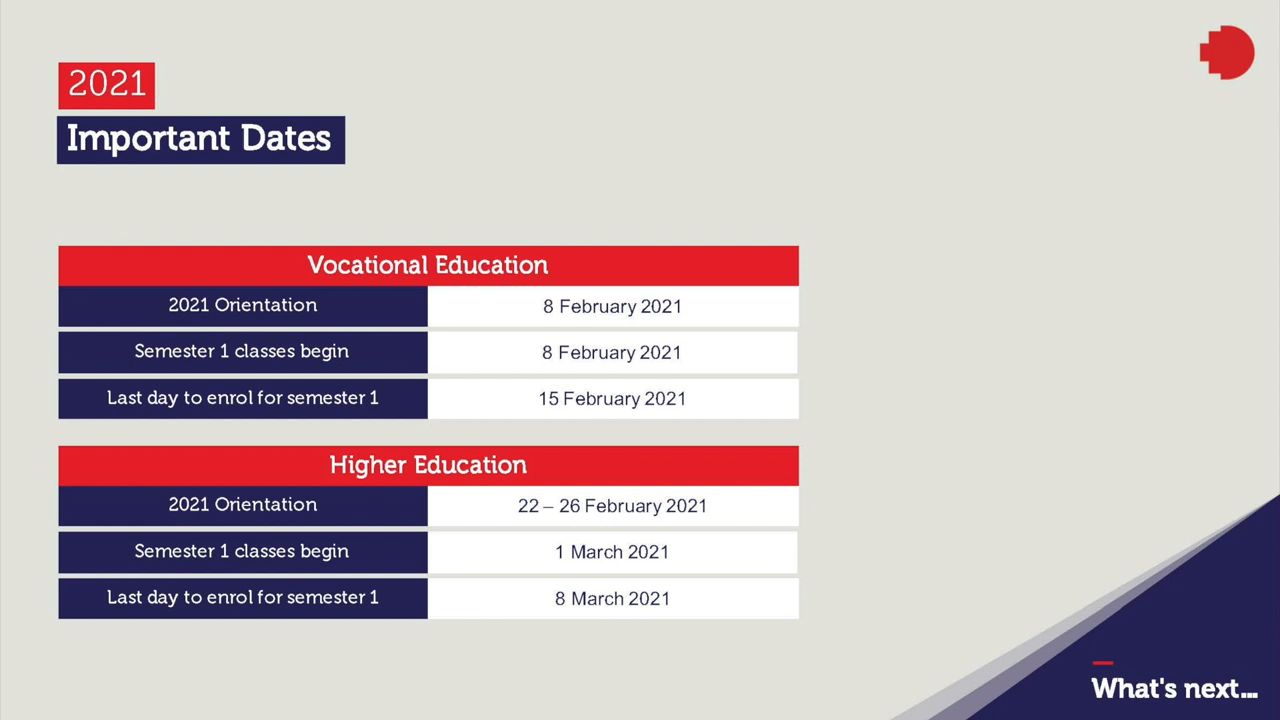 2021
Important Dates
Vocational Education
2021 Orientation 8 February 2021
Semester 1 classes begin 8 February 2021
Last day to enrol for semester 1 15 February 2021
Higher Education
2021 Orientation 22 – 26 February 2021
Semester 1 classes begin 1 March 2021
Last day to enrol for semester 1 8 March 2021
What's next...